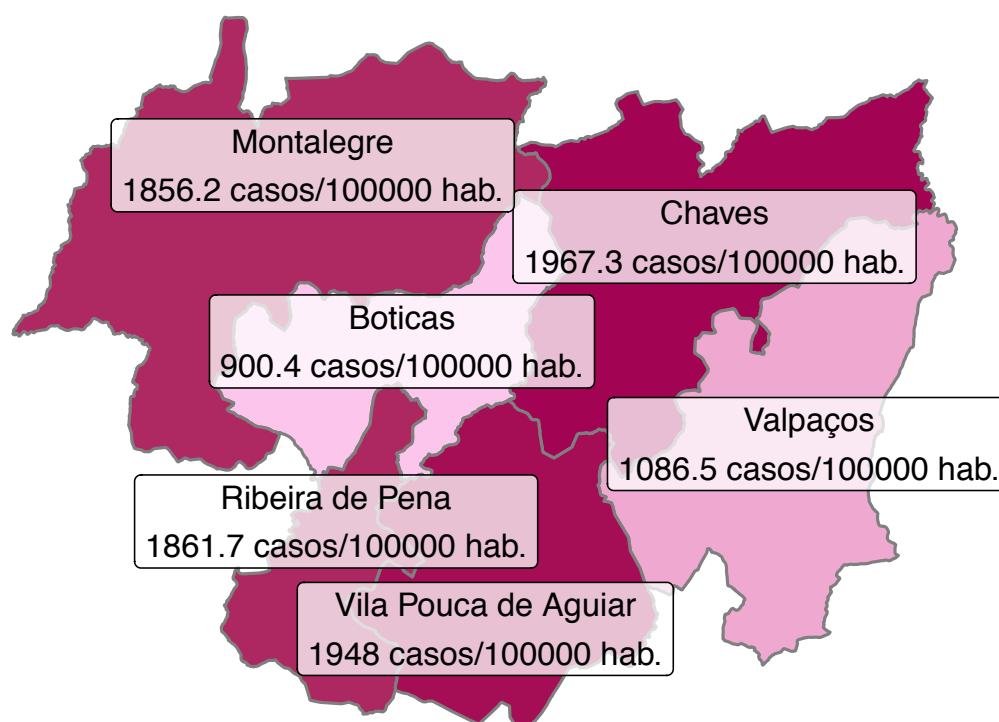 Montalegre
1856.2 casos/100000 hab.
Chaves
1967.3 casos/100000 hab.
Boticas
900.4 casos/100000 hab.
Valpaços
1086.5 casos/100000 hab.
Ribeira de Pena
1861.7 casos/100000 hab.
Vila Pouca de Aguiar
1948 casos/100000 hab.